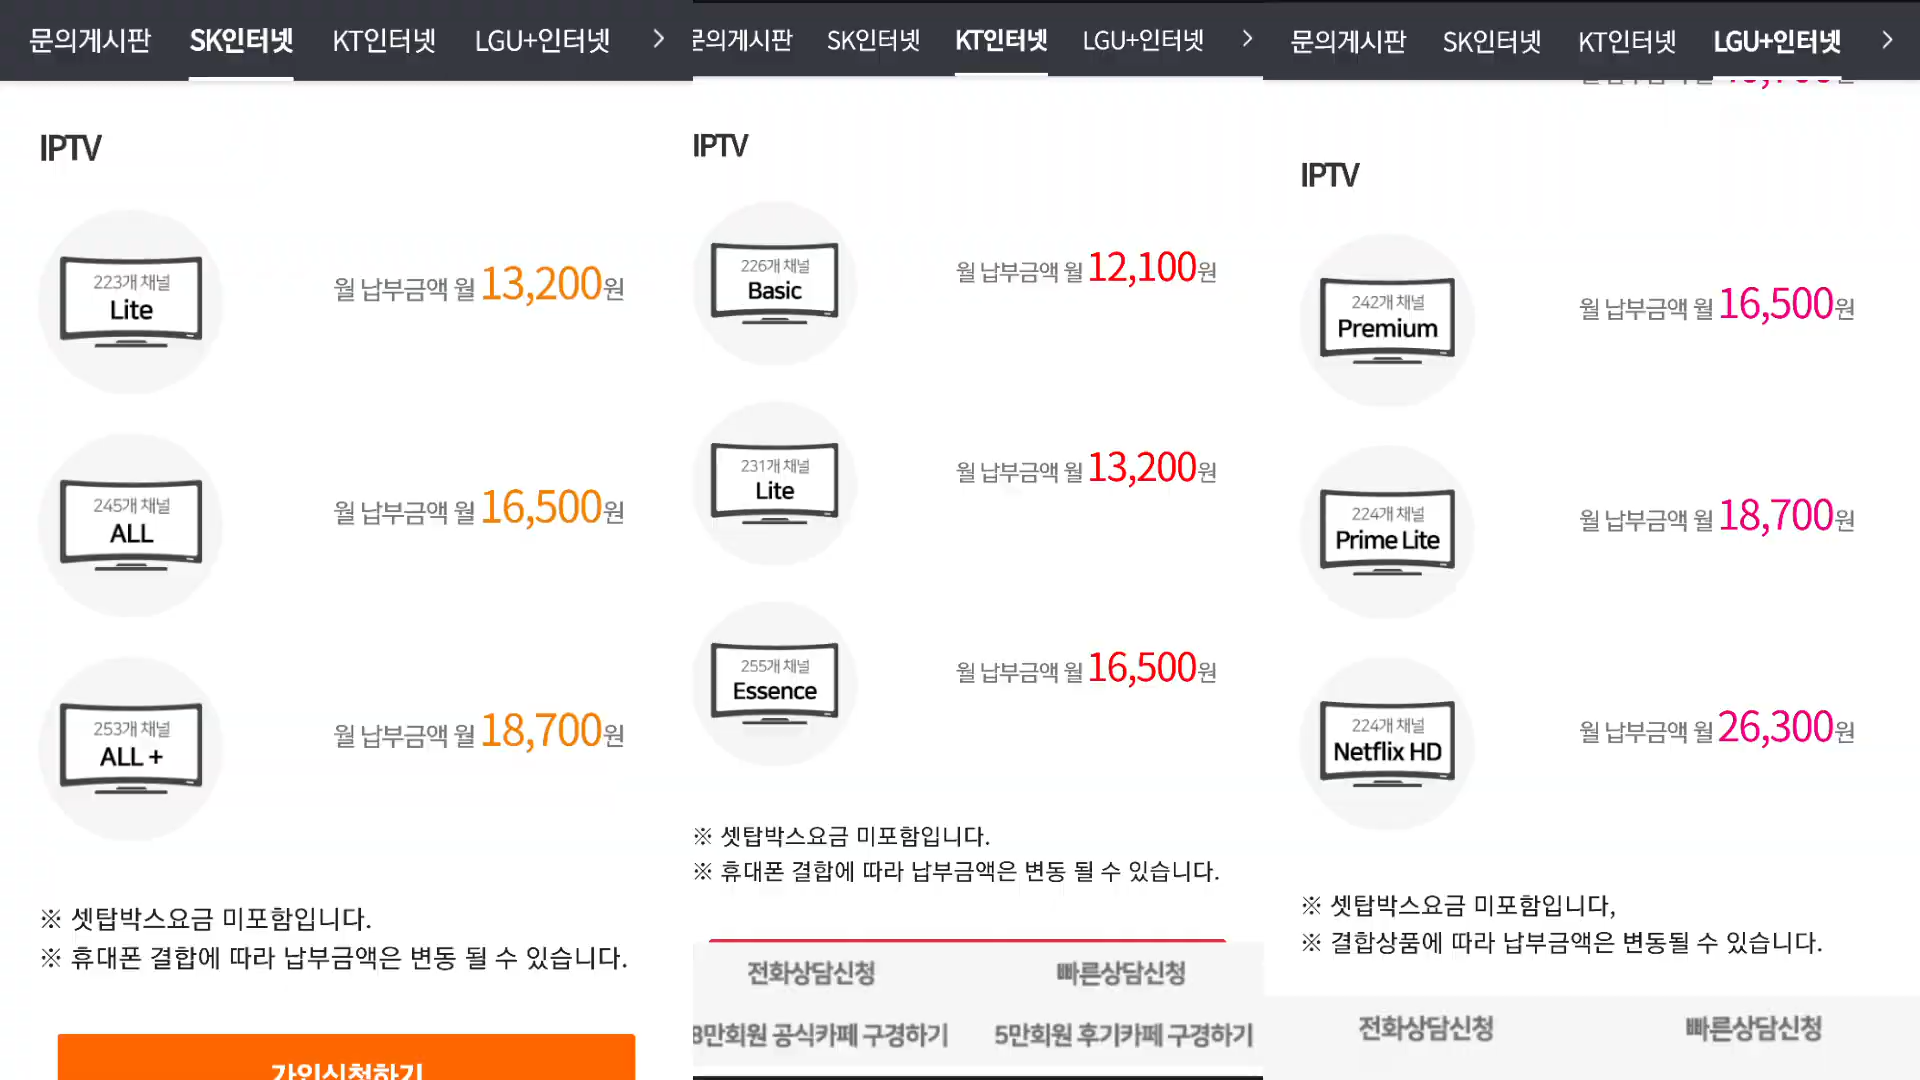 문의게시판 SK인터넷 KT인터넷 LGU+인터넷 >
IPTV
223개 채널
Lite
월 납부금액 월 13,200원
245개 채널
ALL
월 납부금액 월 16,500원
253개 채널
ALL +
월 납부금액 월 18,700원
※ 셋탑박스요금 미포함입니다.
※ 휴대폰 결합에 따라 납부금액은 변동 될 수 있습니다.
가입신청하기
문의게시판 SK인터넷 KT인터넷 LGU+인터넷 >
IPTV
226개 채널
Basic
월 납부금액 월 12,100원
231개 채널
Lite
월 납부금액 월 13,200원
255개 채널
Essence
월 납부금액 월 16,500원
※ 셋탑박스요금 미포함입니다.
※ 휴대폰 결합에 따라 납부금액은 변동 될 수 있습니다.
전화상담신청 빠른상담신청
8만회원 공식카페 구경하기 5만회원 후기카페 구경하기
문의게시판 SK인터넷 KT인터넷 LGU+인터넷 >
IPTV
242개 채널
Premium
월 납부금액 월 16,500원
224개 채널
Prime Lite
월 납부금액 월 18,700원
224개 채널
Netflix HD
월 납부금액 월 26,300원
※ 셋탑박스요금 미포함입니다,
※ 결합상품에 따라 납부금액은 변동될 수 있습니다.
전화상담신청 빠른상담신청